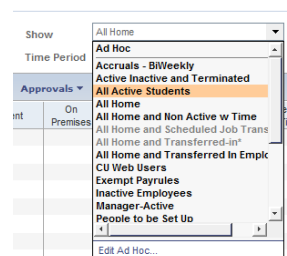 Show
All Home
Time Period
Ad Hoc
Accruals - BiWeekly
Active Inactive and Terminated
All Active Students
All Home
All Home and Non Active w Time
All Home and Scheduled Job Trans
All Home and Transferred-in*
All Home and Transferred In Emplo
CU Web Users
Exempt Payrules
Inactive Employees
Manager-Active
People to be Set Up
Edit Ad Hoc...
Approvals
nt
On
Premises